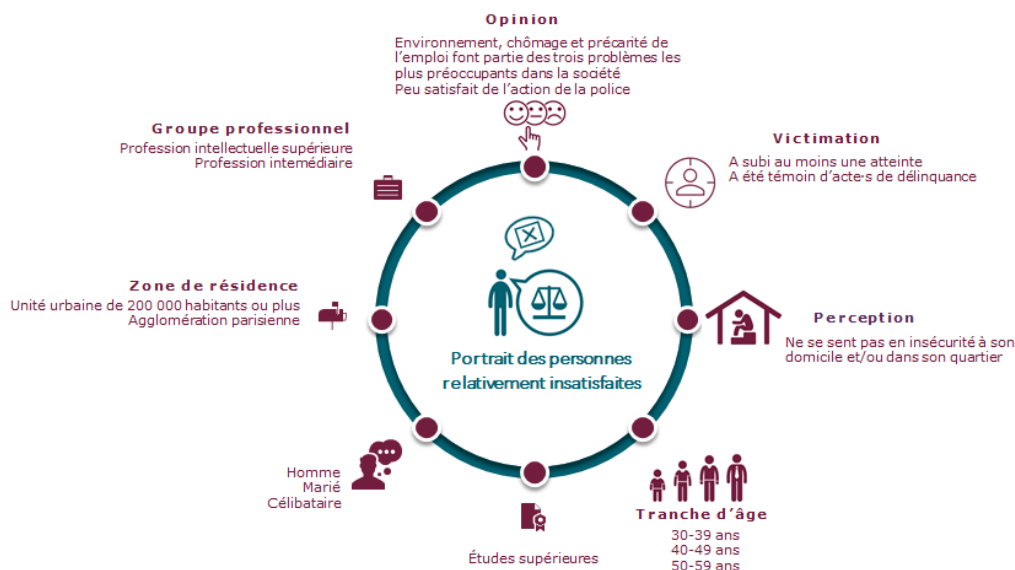 Opinion
Environnement, chômage et précarité de
l'emploi font partie des trois problèmes les
plus préoccupants dans la société
Peu satisfait de l'action de la police
Groupe professionnel
Profession intellectuelle supérieure
Profession intemédiaire
Victimation
A subi au moins une atteinte
A été témoin d'acte-s de délinquance
Zone de résidence
Unité urbaine de 200 000 habitants ou plus
Agglomération parisienne
Perception
Ne se sent pas en insécurité à son
domicile et/ou dans son quartier
Portrait des personnes
relativement insatisfaites
Homme
Marié
Célibataire
Études supérieures
Tranche d'âge
30-39 ans
40-49 ans
50-59 ans